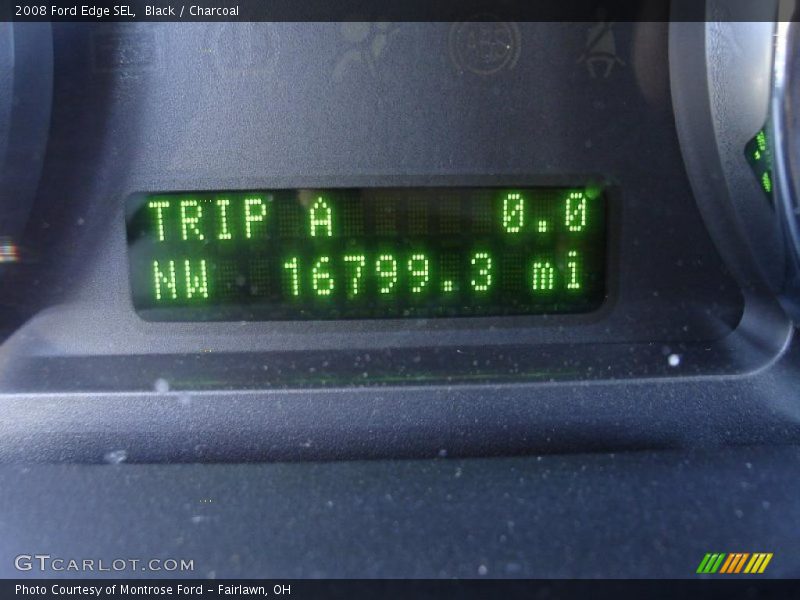 2008 Ford Edge SEL,  Black / Charcoal
ABS
TRIP A 0.0
NW 16799.3 mi
GTCARLOT.COM
Photo Courtesy of Montrose Ford - Fairlawn, OH